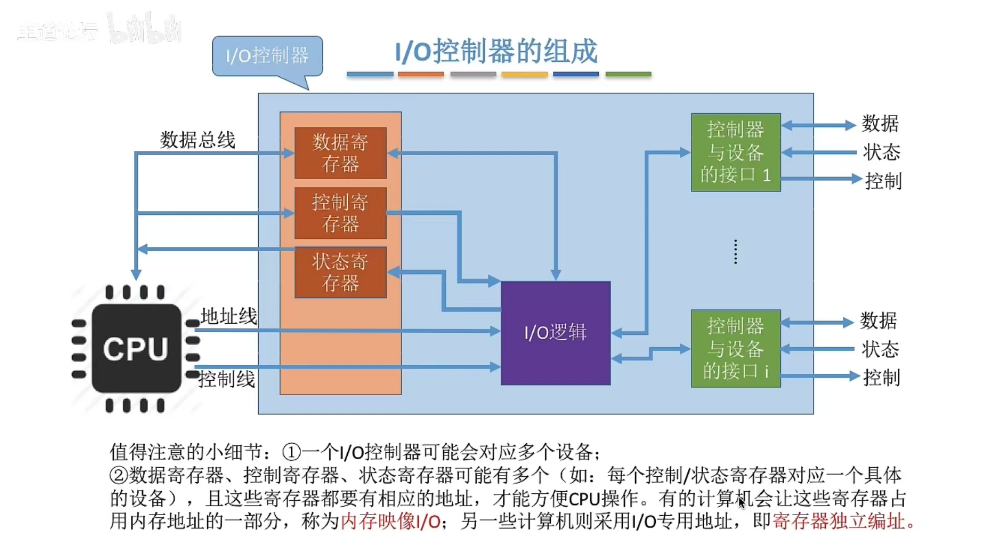 bilibili
I/O控制器
I/O控制器的组成
数据总线
数据寄
存器
控制寄
存器
状态寄
存器
地址线
控制线
CPU
I/O逻辑
控制器
与设备
的接口 1
数据
状态
控制
……
控制器
与设备
的接口 i
数据
状态
控制
值得注意的小细节：①一个I/O控制器可能会对应多个设备；
②数据寄存器、控制寄存器、状态寄存器可能有多个（如：每个控制/状态寄存器对应一个具体
的设备），且这些寄存器都要有相应的地址，才能方便CPU操作。有的计算机会让这些寄存器占
用内存地址的一部分，称为内存映像I/O；另一些计算机则采用I/O专用地址，即寄存器独立编址。